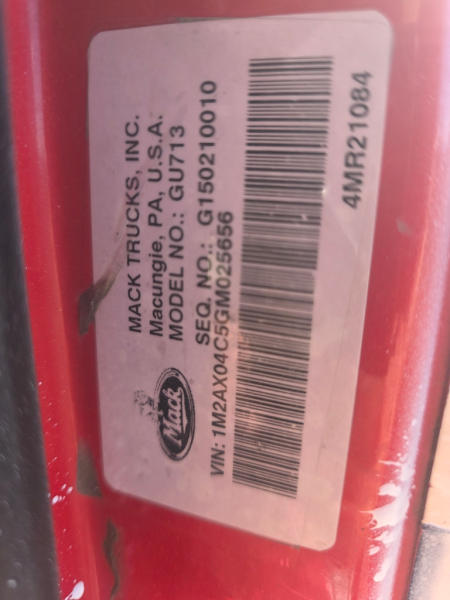 MACK TRUCKS, INC.
Macungie, PA, U.S.A.
MODEL NO.: GU713
SEQ. NO.: G150210010
Mack
VIN: 1M2AX04C5GM025656
4MR21084